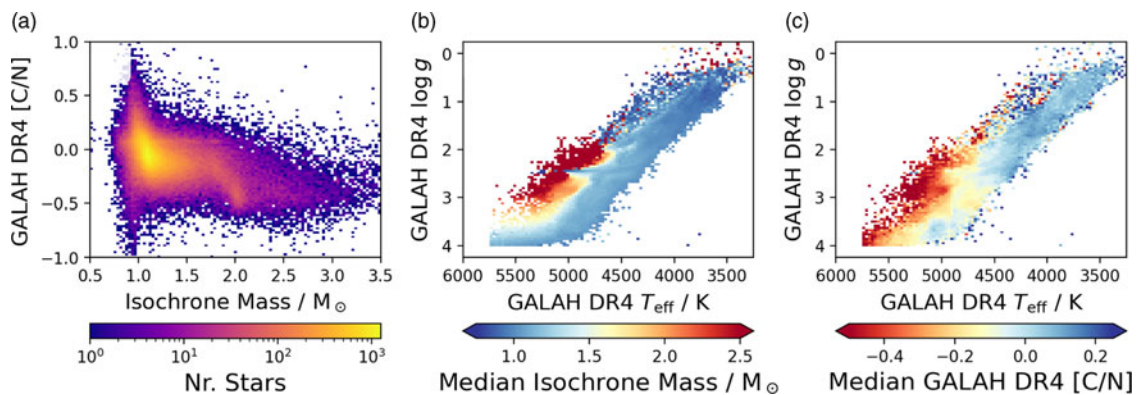 (a)
GALAH DR4 [C/N]
1.0
0.5
0.0
−0.5
−1.0
0.5 1.0 1.5 2.0 2.5 3.0 3.5
Isochrone Mass / M⊙
10⁰ 10¹ 10² 10³
Nr. Stars
(b)
GALAH DR4 log g
0
1
2
3
4
6000 5500 5000 4500 4000 3500
GALAH DR4 Teff / K
1.0 1.5 2.0 2.5
Median Isochrone Mass / M⊙
(c)
GALAH DR4 log g
0
1
2
3
4
6000 5500 5000 4500 4000 3500
GALAH DR4 Teff / K
−0.4 −0.2 0.0 0.2
Median GALAH DR4 [C/N]